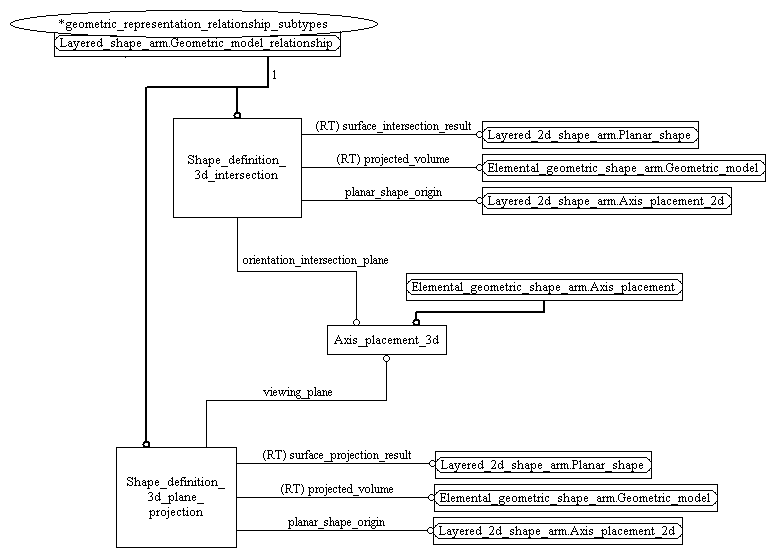 *geometric_representation_relationship_subtypes
Layered_shape_arm.Geometric_model_relationship
1
Shape_definition_
3d_intersection
(RT) surface_intersection_result
Layered_2d_shape_arm.Planar_shape
(RT) projected_volume
Elemental_geometric_shape_arm.Geometric_model
planar_shape_origin
Layered_2d_shape_arm.Axis_placement_2d
orientation_intersection_plane
Elemental_geometric_shape_arm.Axis_placement
Axis_placement_3d
viewing_plane
Shape_definition_
3d_plane_
projection
(RT) surface_projection_result
Layered_2d_shape_arm.Planar_shape
(RT) projected_volume
Elemental_geometric_shape_arm.Geometric_model
planar_shape_origin
Layered_2d_shape_arm.Axis_placement_2d